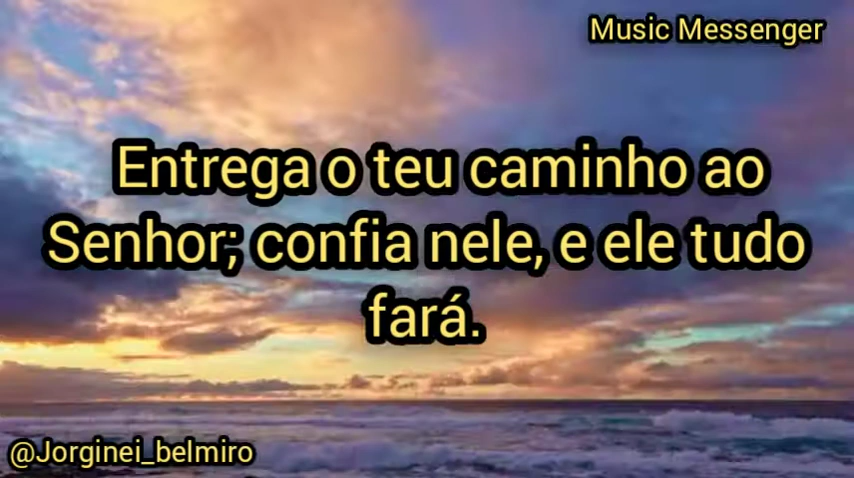 Music Messenger
Entrega o teu caminho ao
Senhor; confia nele, e ele tudo
fará.
@Jorginei_belmiro